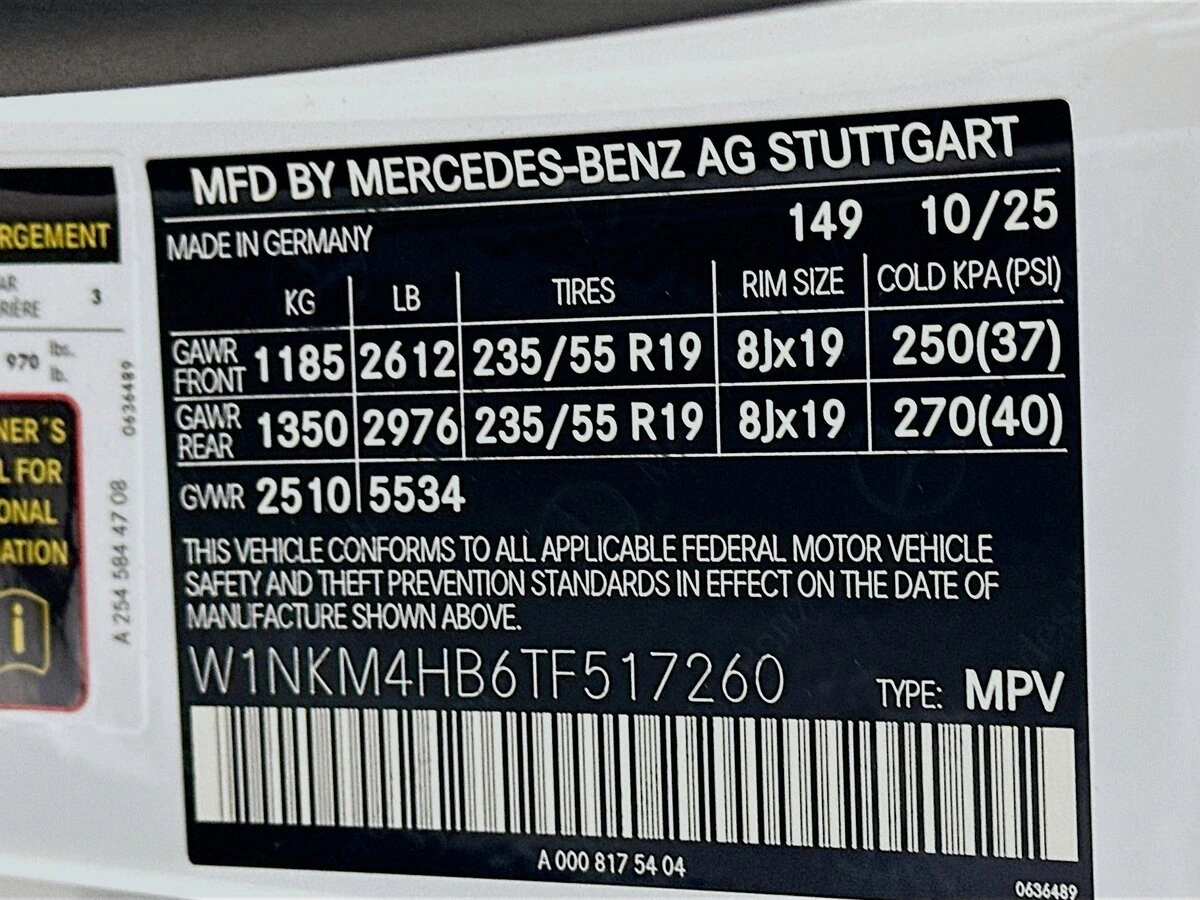 RGEMENT
AR
RIÈRE
3
970
lbs.
lb.
NER´S
L FOR
ONAL
ATION
i
A 254 584 47 08
0636489
MFD BY MERCEDES-BENZ AG STUTTGART
MADE IN GERMANY 149 10/25
KG LB TIRES RIM SIZE COLD KPA (PSI)
GAWR FRONT 1185 2612 235/55 R19 8Jx19 250(37)
GAWR REAR 1350 2976 235/55 R19 8Jx19 270(40)
GVWR 2510 5534
THIS VEHICLE CONFORMS TO ALL APPLICABLE FEDERAL MOTOR VEHICLE
SAFETY AND THEFT PREVENTION STANDARDS IN EFFECT ON THE DATE OF
MANUFACTURE SHOWN ABOVE.
W1NKM4HB6TF517260 TYPE: MPV
A 000 817 54 04
0636489